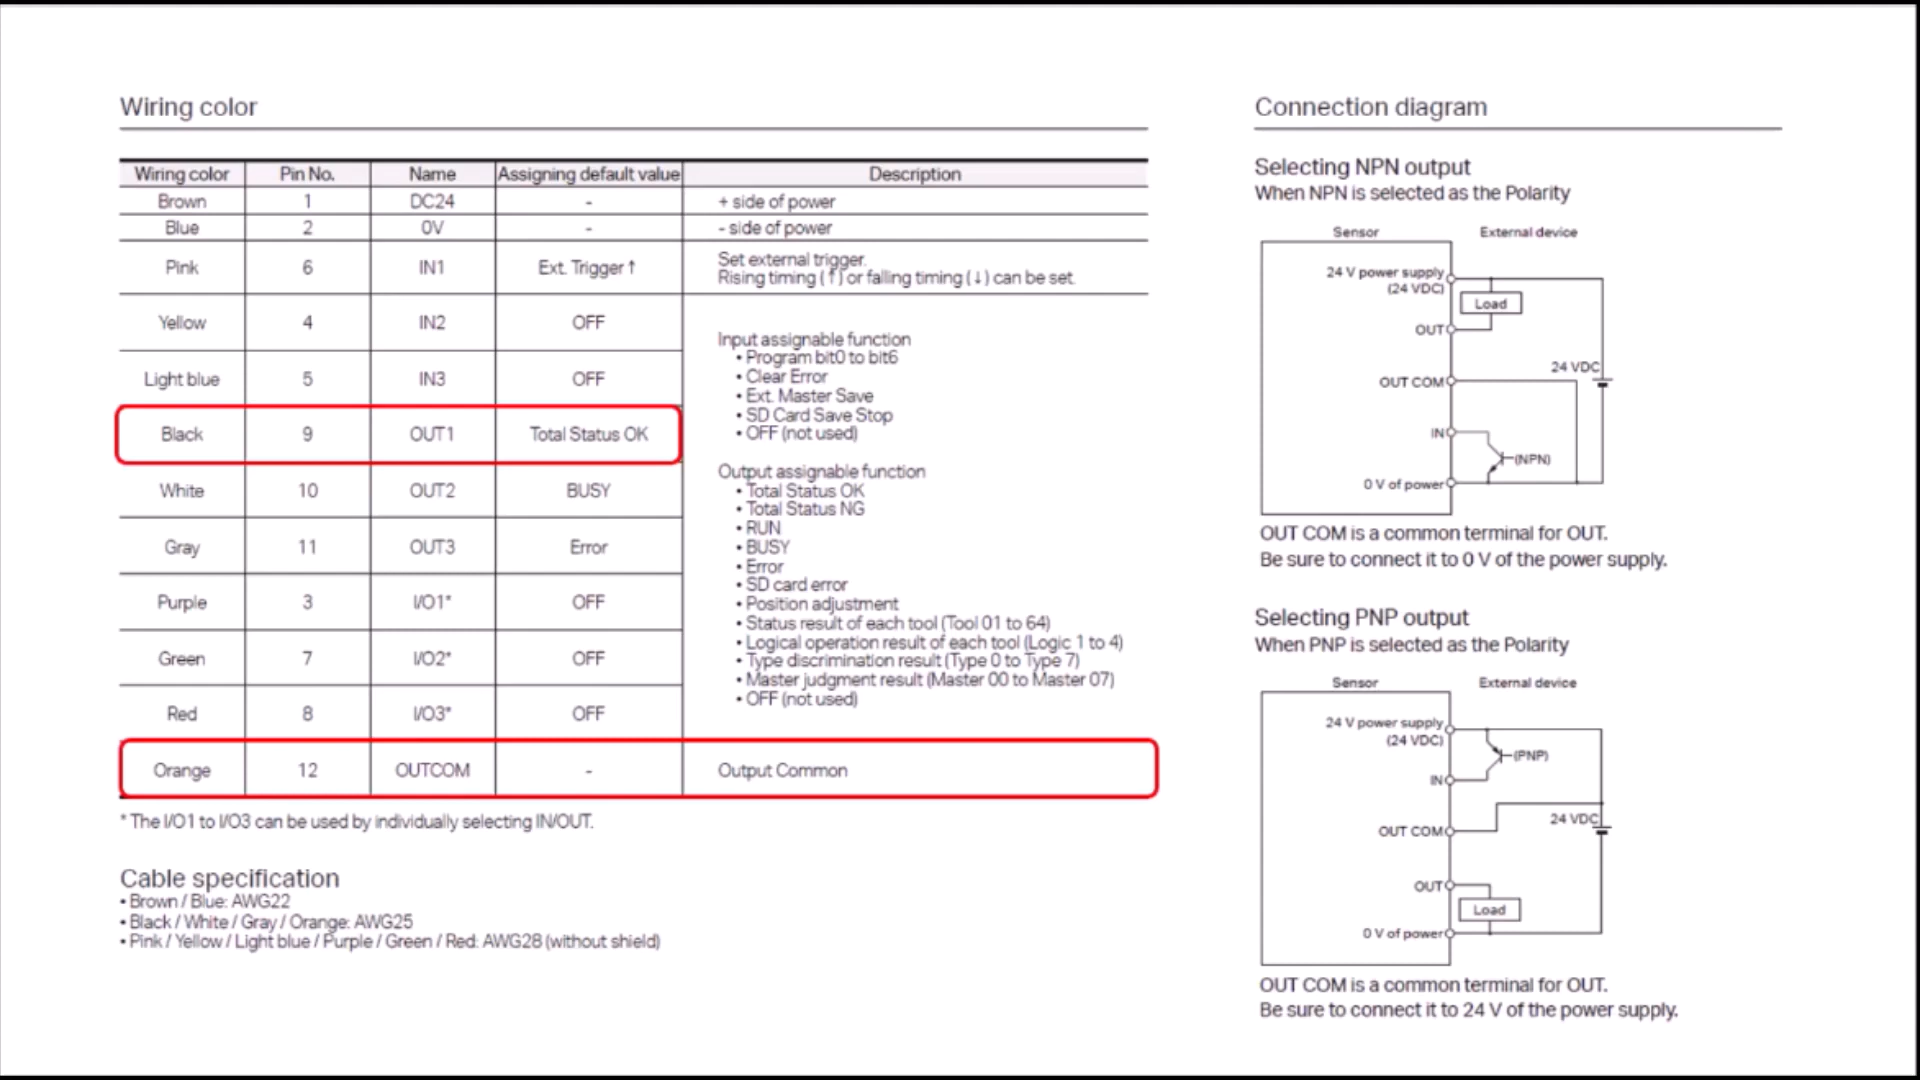 Wiring color
Wiring color Pin No. Name Assigning default value Description
Brown 1 DC24 - + side of power
Blue 2 0V - - side of power
Pink 6 IN1 Ext. Trigger↑ Set external trigger.
Rising timing (↑) or falling timing (↓) can be set.
Yellow 4 IN2 OFF
Light blue 5 IN3 OFF
Black 9 OUT1 Total Status OK
White 10 OUT2 BUSY
Gray 11 OUT3 Error
Purple 3 I/O1* OFF
Green 7 I/O2* OFF
Red 8 I/O3* OFF
Input assignable function
• Program bit0 to bit6
• Clear Error
• Ext. Master Save
• SD Card Save Stop
• OFF (not used)
Output assignable function
• Total Status OK
• Total Status NG
• RUN
• BUSY
• Error
• SD card error
• Position adjustment
• Status result of each tool (Tool 01 to 64)
• Logical operation result of each tool (Logic 1 to 4)
• Type discrimination result (Type 0 to Type 7)
• Master judgment result (Master 00 to Master 07)
• OFF (not used)
Orange 12 OUTCOM - Output Common
* The I/O1 to I/O3 can be used by individually selecting IN/OUT.
Cable specification
• Brown / Blue: AWG22
• Black / White / Gray / Orange: AWG25
• Pink / Yellow / Light blue / Purple / Green / Red: AWG28 (without shield)
Connection diagram
Selecting NPN output
When NPN is selected as the Polarity
Sensor External device
24 V power supply
(24 VDC)
Load
OUT
24 VDC
OUT COM
IN
(NPN)
0 V of power
OUT COM is a common terminal for OUT.
Be sure to connect it to 0 V of the power supply.
Selecting PNP output
When PNP is selected as the Polarity
Sensor External device
24 V power supply
(24 VDC)
(PNP)
IN
24 VDC
OUT COM
OUT
Load
0 V of power
OUT COM is a common terminal for OUT.
Be sure to connect it to 24 V of the power supply.